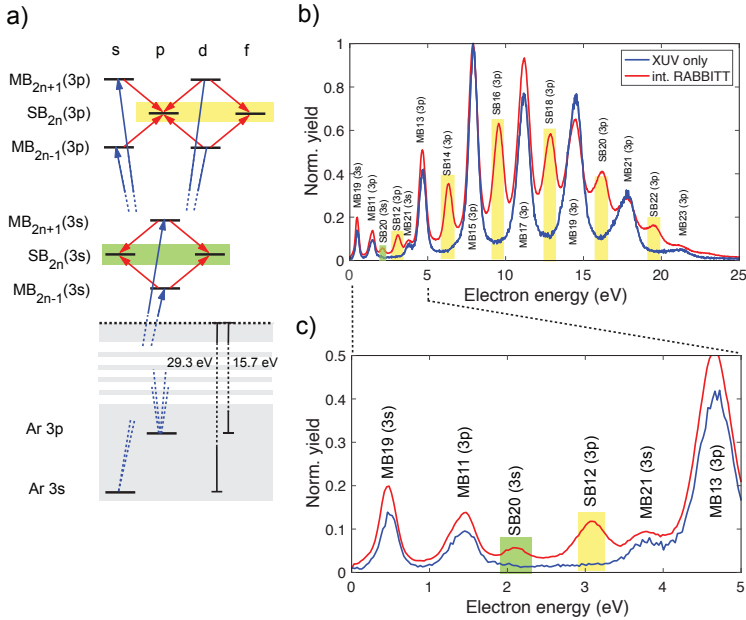 a)
s p d f
MB2n+1(3p)
SB2n(3p)
MB2n-1(3p)
MB2n+1(3s)
SB2n(3s)
MB2n-1(3s)
29.3 eV
15.7 eV
Ar 3p
Ar 3s
b)
Norm. yield
1
0.8
0.6
0.4
0.2
0
MB19 (3s)
MB11 (3p)
SB20 (3s)
SB12 (3p)
MB21 (3s)
MB13 (3p)
SB14 (3p)
MB15 (3p)
SB16 (3p)
MB17 (3p)
SB18 (3p)
MB19 (3p)
SB20 (3p)
MB21 (3p)
SB22 (3p)
MB23 (3p)
XUV only
int. RABBITT
0 5 10 15 20 25
Electron energy (eV)
c)
Norm. yield
0.5
0.4
0.3
0.2
0.1
0
MB19 (3s)
MB11 (3p)
SB20 (3s)
SB12 (3p)
MB21 (3s)
MB13 (3p)
0 1 2 3 4 5
Electron energy (eV)